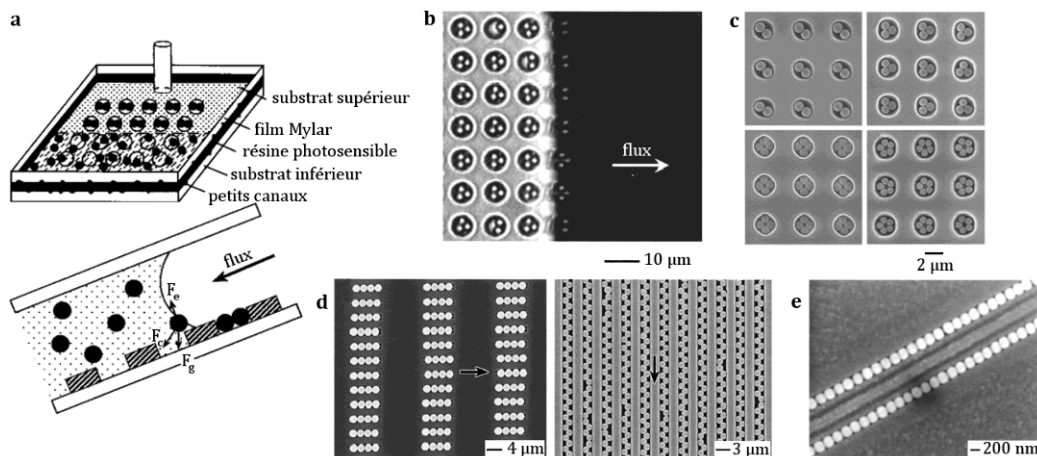 a
substrat supérieur
film Mylar
résine photosensible
substrat inférieur
petits canaux
flux
Fe
Fc
Fg
b
flux
10 μm
c
2 μm
d
4 μm
3 μm
e
200 nm